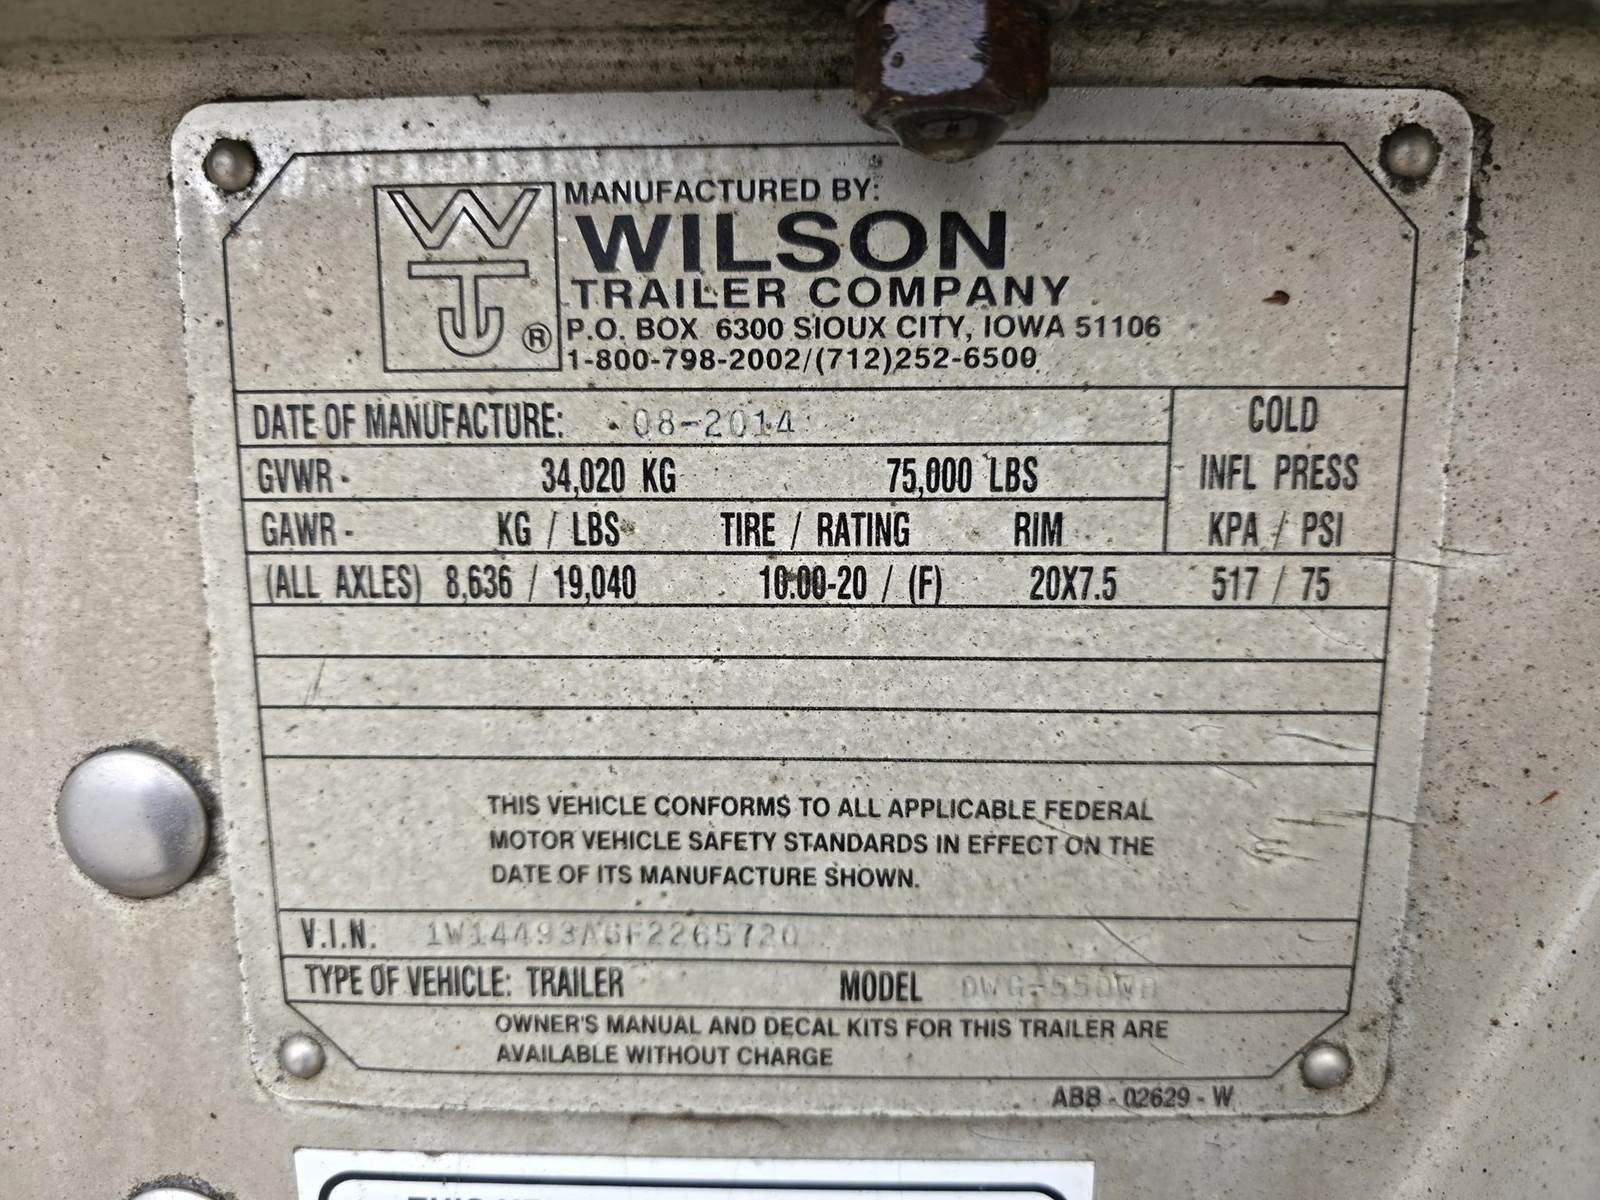 MANUFACTURED BY:
WILSON
TRAILER COMPANY
P.O. BOX 6300 SIOUX CITY, IOWA 51106
1-800-798-2002/(712)252-6500
WT ®
DATE OF MANUFACTURE: 08-2014
COLD
INFL PRESS
KPA / PSI
GVWR- 34,020 KG 75,000 LBS
GAWR- KG / LBS TIRE / RATING RIM
(ALL AXLES) 8,636 / 19,040 10:00-20 / (F) 20X7.5 517 / 75
THIS VEHICLE CONFORMS TO ALL APPLICABLE FEDERAL
MOTOR VEHICLE SAFETY STANDARDS IN EFFECT ON THE
DATE OF ITS MANUFACTURE SHOWN.
V.I.N. 1W14493A6F2265720
TYPE OF VEHICLE: TRAILER MODEL
OWNER'S MANUAL AND DECAL KITS FOR THIS TRAILER ARE
AVAILABLE WITHOUT CHARGE
ABB - 02629 - W